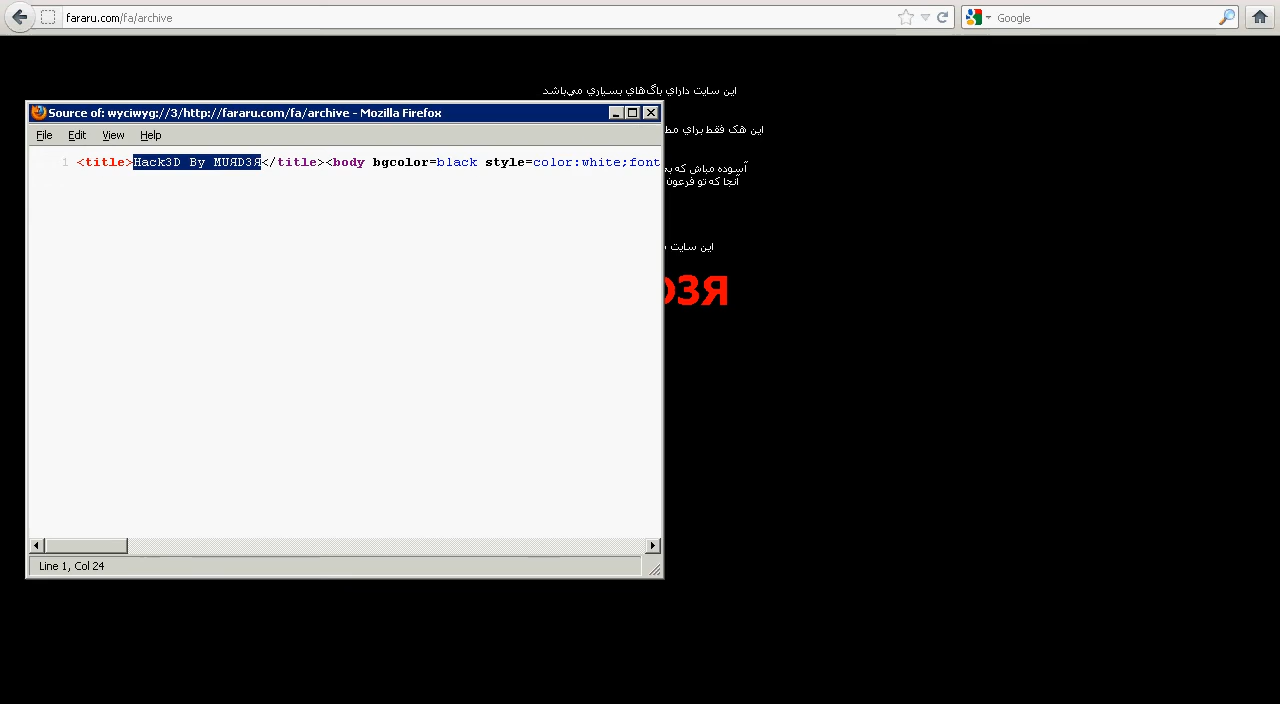 fararu.com/fa/archive
Google
اين سايت داراي باگ‌هاي بسياري مي‌باشد
Source of: wyciwyg://3/http://fararu.com/fa/archive - Mozilla Firefox
اين هک فقط براي
File Edit View Help
1 <title>Hack3D By MUЯD3Я</title><body bgcolor=black style=color:white;font
آسوده مباش که
آنجا که تو فرعون
اين سايت
3Я
Line 1, Col 24